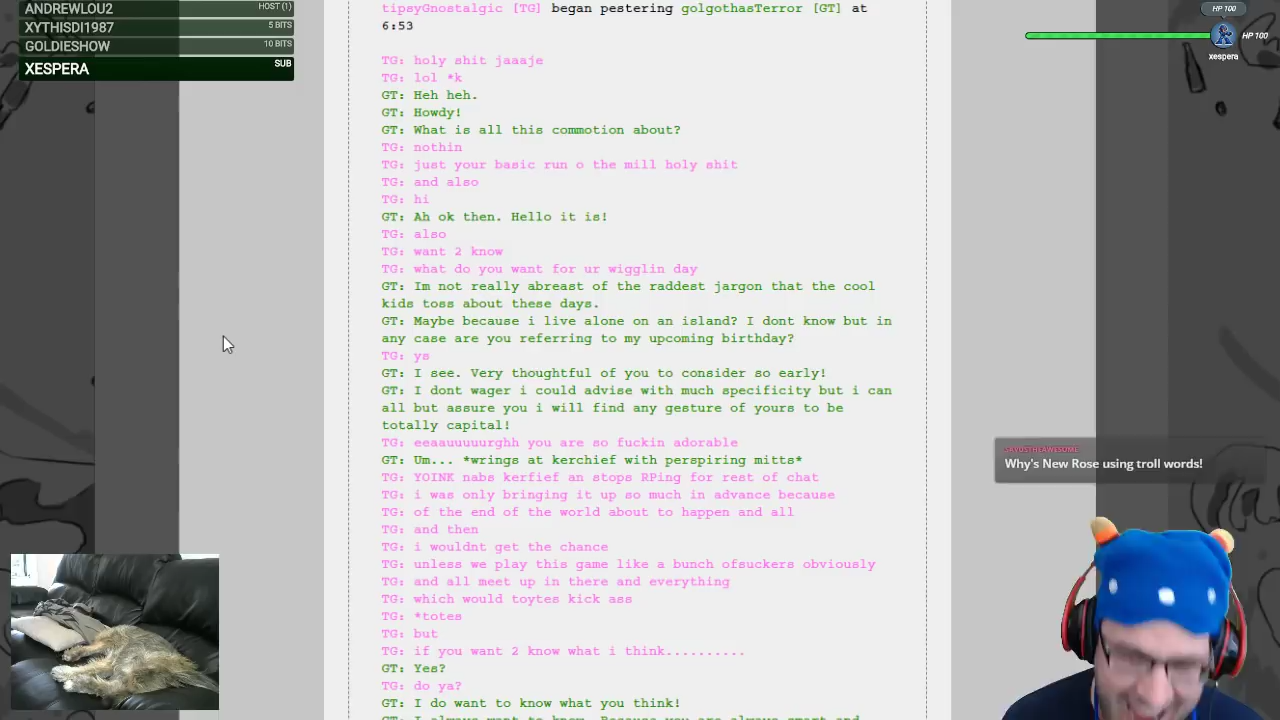 ANDREWLOU2 HOST (1)
XYTHISDI1987 5 BITS
GOLDIESHOW 10 BITS
XESPERA SUB
HP 100
HP 100
xespera
tipsyGnostalgic [TG] began pestering golgothasTerror [GT] at
6:53
TG: holy shit jaaaje
TG: lol *k
GT: Heh heh.
GT: Howdy!
GT: What is all this commotion about?
TG: nothin
TG: just your basic run o the mill holy shit
TG: and also
TG: hi
GT: Ah ok then. Hello it is!
TG: also
TG: want 2 know
TG: what do you want for ur wigglin day
GT: Im not really abreast of the raddest jargon that the cool
kids toss about these days.
GT: Maybe because i live alone on an island? I dont know but in
any case are you referring to my upcoming birthday?
TG: ys
GT: I see. Very thoughtful of you to consider so early!
GT: I dont wager i could advise with much specificity but i can
all but assure you i will find any gesture of yours to be
totally capital!
TG: eeaauuuuurghh you are so fuckin adorable
GT: Um... *wrings at kerchief with perspiring mitts*
TG: YOINK nabs kerfief an stops RPing for rest of chat
TG: i was only bringing it up so much in advance because
TG: of the end of the world about to happen and all
TG: and then
TG: i wouldnt get the chance
TG: unless we play this game like a bunch ofsuckers obviously
TG: and all meet up in there and everything
TG: which would toytes kick ass
TG: *totes
TG: but
TG: if you want 2 know what i think..........
GT: Yes?
TG: do ya?
GT: I do want to know what you think!
GT: I always want to know. Because you are always smart and
Why's New Rose using troll words!